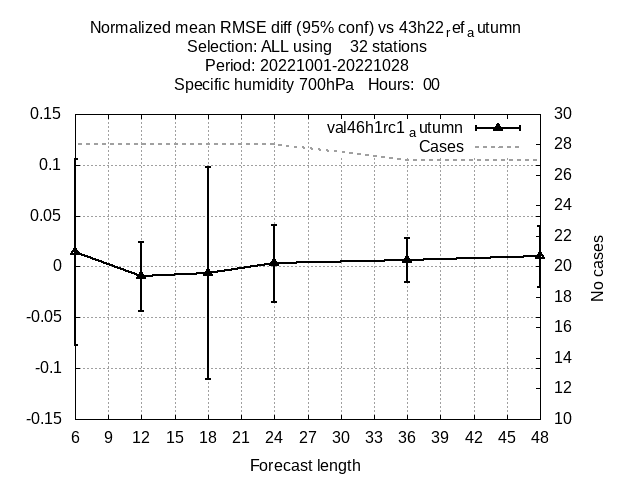 Normalized mean RMSE diff (95% conf) vs 43h22refautumn
Selection: ALL using 32 stations
Period: 20221001-20221028
Specific humidity 700hPa Hours: 00
val46h1rc1autumn
Cases
0.15
0.1
0.05
0
-0.05
-0.1
-0.15
30
28
26
24
22
20
18
16
14
12
10
No cases
6 9 12 15 18 21 24 27 30 33 36 39 42 45 48
Forecast length